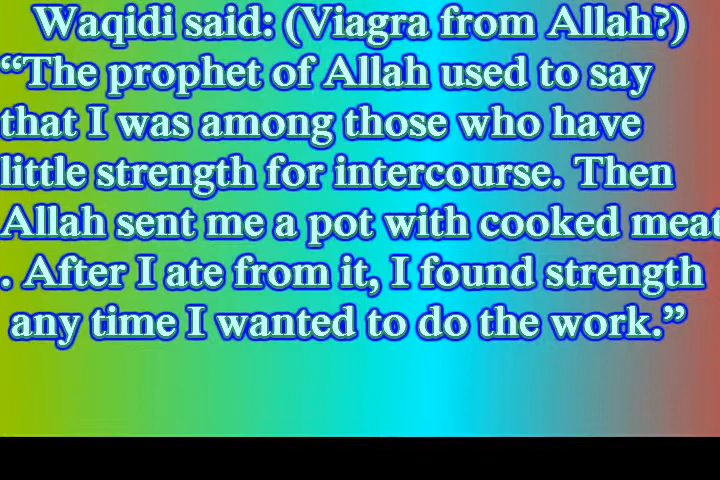 Waqidi said: (Viagra from Allah?)
“The prophet of Allah used to say
that I was among those who have
little strength for intercourse. Then
Allah sent me a pot with cooked meat
. After I ate from it, I found strength
any time I wanted to do the work.”